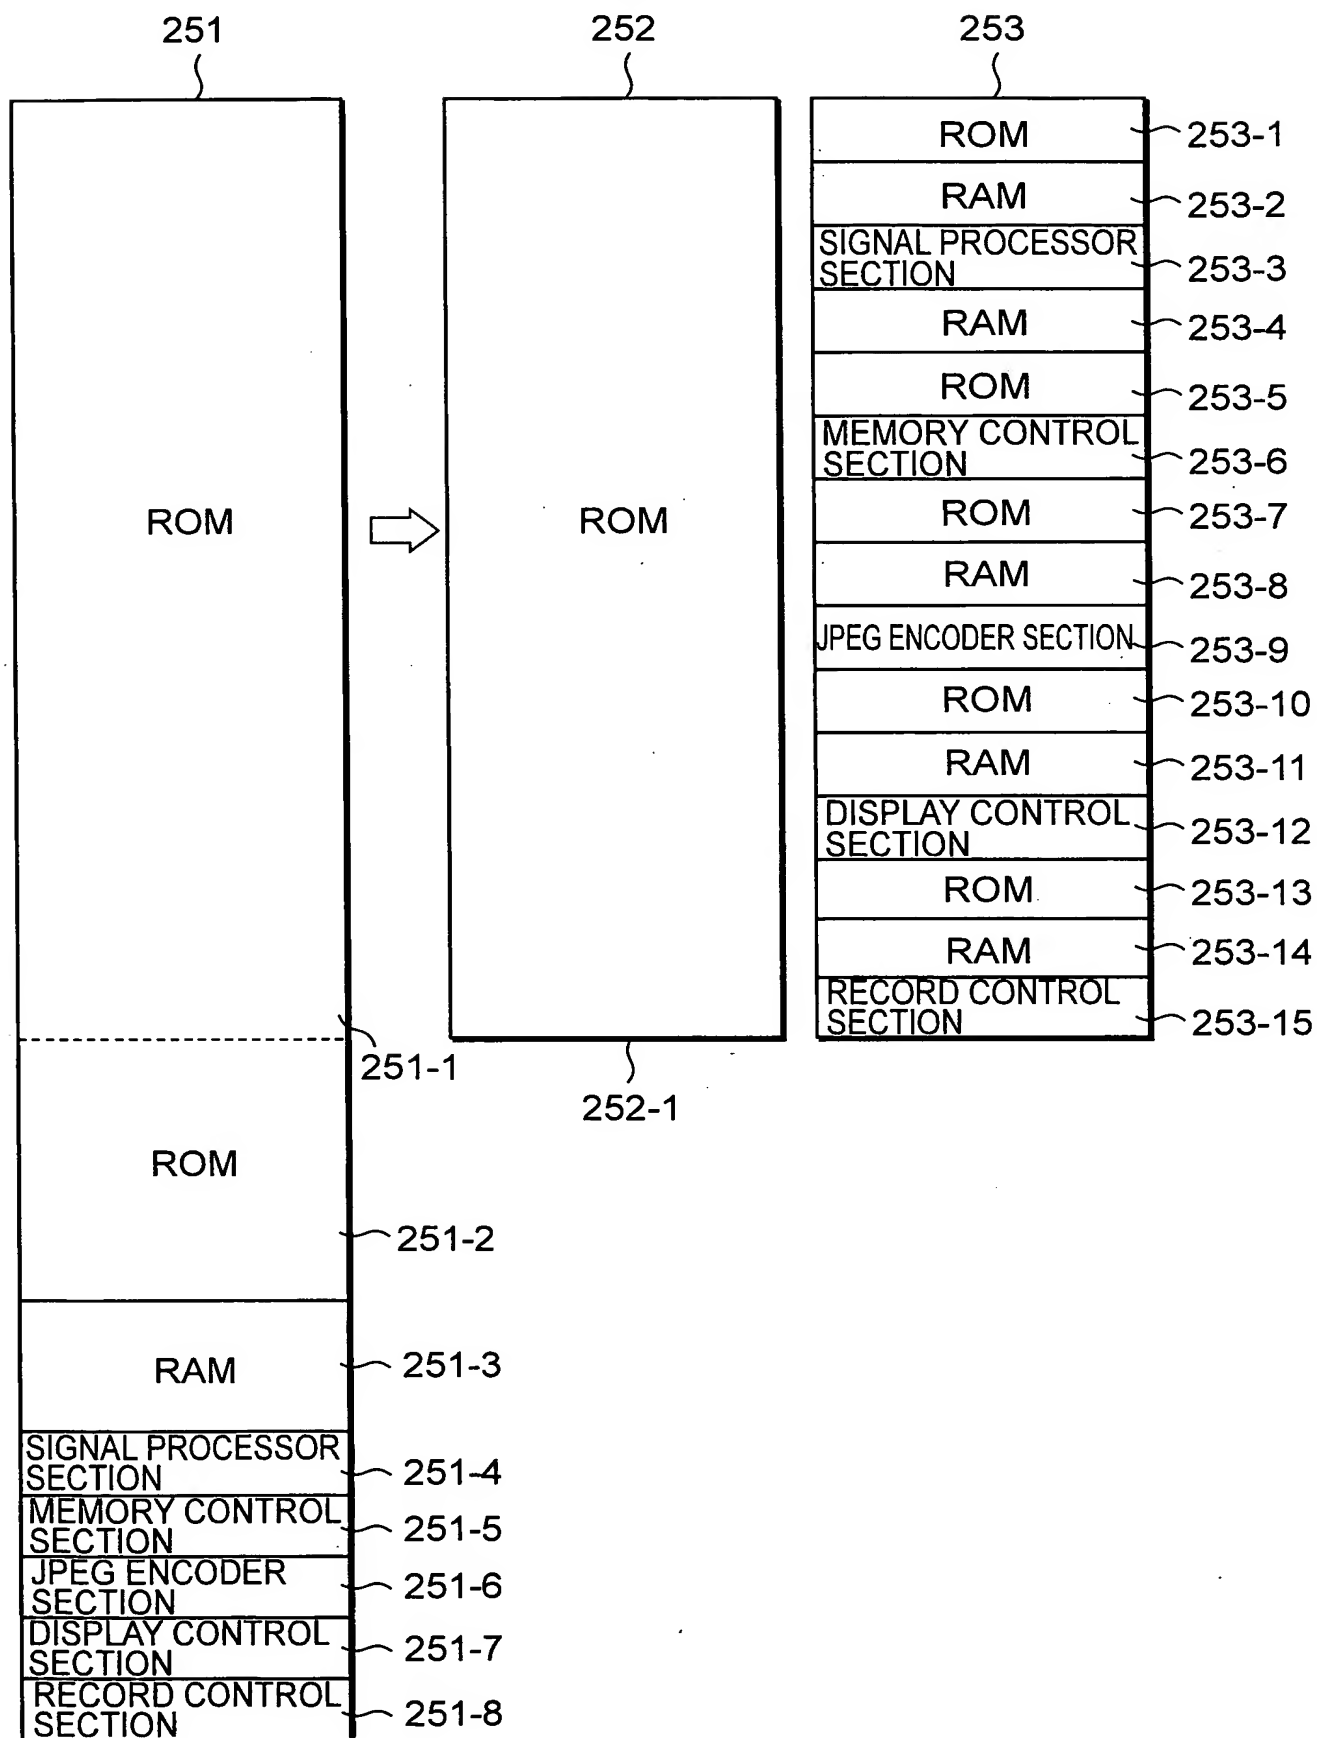 251
252
253
ROM
251-1
ROM
251-2
RAM
251-3
SIGNAL PROCESSOR
SECTION
251-4
MEMORY CONTROL
SECTION
251-5
JPEG ENCODER
SECTION
251-6
DISPLAY CONTROL
SECTION
251-7
RECORD CONTROL
SECTION
251-8
ROM
252-1
ROM
253-1
RAM
253-2
SIGNAL PROCESSOR
SECTION
253-3
RAM
253-4
ROM
253-5
MEMORY CONTROL
SECTION
253-6
ROM
253-7
RAM
253-8
JPEG ENCODER SECTION
253-9
ROM
253-10
RAM
253-11
DISPLAY CONTROL
SECTION
253-12
ROM
253-13
RAM
253-14
RECORD CONTROL
SECTION
253-15